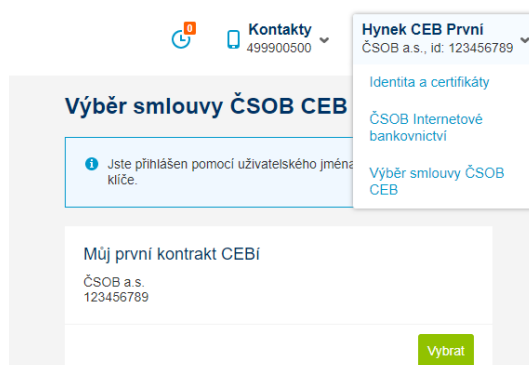 0
Kontakty
499900500
Hynek CEB První
ČSOB a.s., id: 123456789
Identita a certifikáty
ČSOB Internetové
bankovnictví
Výběr smlouvy ČSOB
CEB
Výběr smlouvy ČSOB CEB
Jste přihlášen pomocí uživatelského jména
klíče.
Můj první kontrakt CEBí
ČSOB a.s.
123456789
Vybrat